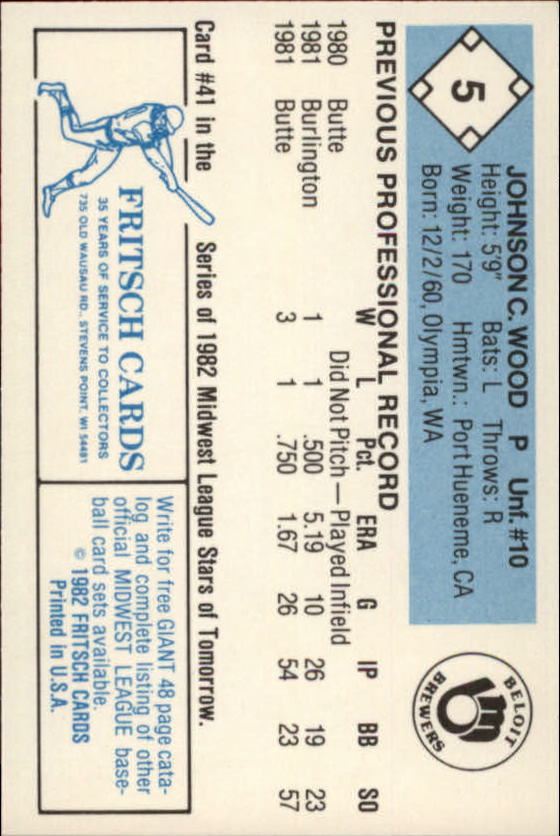 5
JOHNSON C. WOOD P Unf. #10
Height: 5'9" Bats: L Throws: R
Weight: 170 Hmtwn.: Port Hueneme, CA
Born: 12/2/60, Olympia, WA
BELOIT
BREWERS
PREVIOUS PROFESSIONAL RECORD
W L Pct. ERA G IP BB SO
1980 Butte Did Not Pitch — Played Infield
1981 Burlington 1 1 .500 5.19 10 26 19 23
1981 Butte 3 1 .750 1.67 26 54 23 57
Card #41 in the Series of 1982 Midwest League Stars of Tomorrow.
FRITSCH CARDS
35 YEARS OF SERVICE TO COLLECTORS
735 OLD WAUSAU RD., STEVENS POINT, WI 54481
Write for free GIANT 48 page cata-
log and complete listing of other
official MIDWEST LEAGUE base-
ball card sets available.
© 1982 FRITSCH CARDS
Printed in U.S.A.